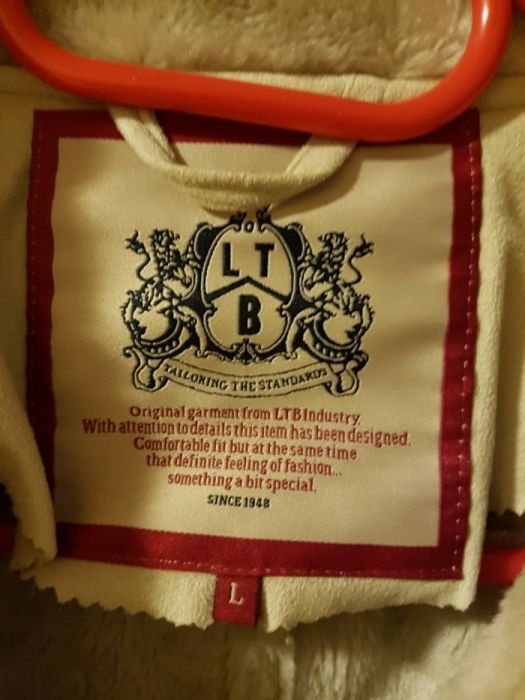 LT
B
TAILORING THE STANDARDS
Original garment from LTB Industry.
With attention to details this item has been designed.
Comfortable fit but at the same time
that definite feeling of fashion...
something a bit special.
SINCE 1948
L